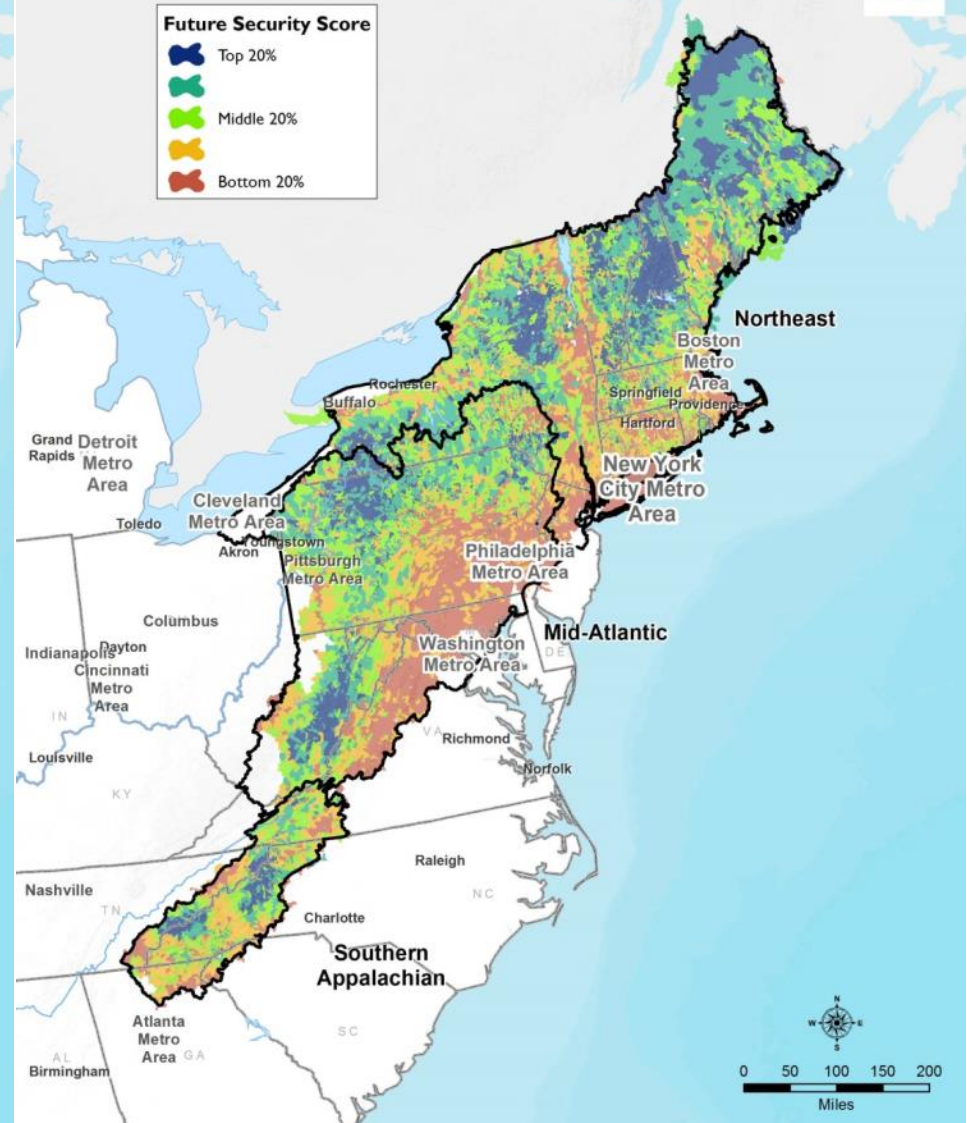 Future Security Score
Top 20%
Middle 20%
Bottom 20%
Northeast
Boston
Metro
Area
Rochester
Buffalo
Springfield
Providence
Hartford
Grand
Rapids
Detroit
Metro
Area
New York
City Metro
Area
Cleveland
Metro Area
Toledo
Akron
Youngstown
Pittsburgh
Metro Area
Philadelphia
Metro Area
Columbus
Mid-Atlantic
DE
Washington
Metro Area
Indianapolis
Dayton
Cincinnati
Metro
Area
IN
VA
Richmond
Louisville
Norfolk
KY
Raleigh
Nashville
NC
TN
Charlotte
Southern
Appalachian
Atlanta
Metro
Area
SC
AL
GA
Birmingham
N
W
E
S
0 50 100 150 200
Miles